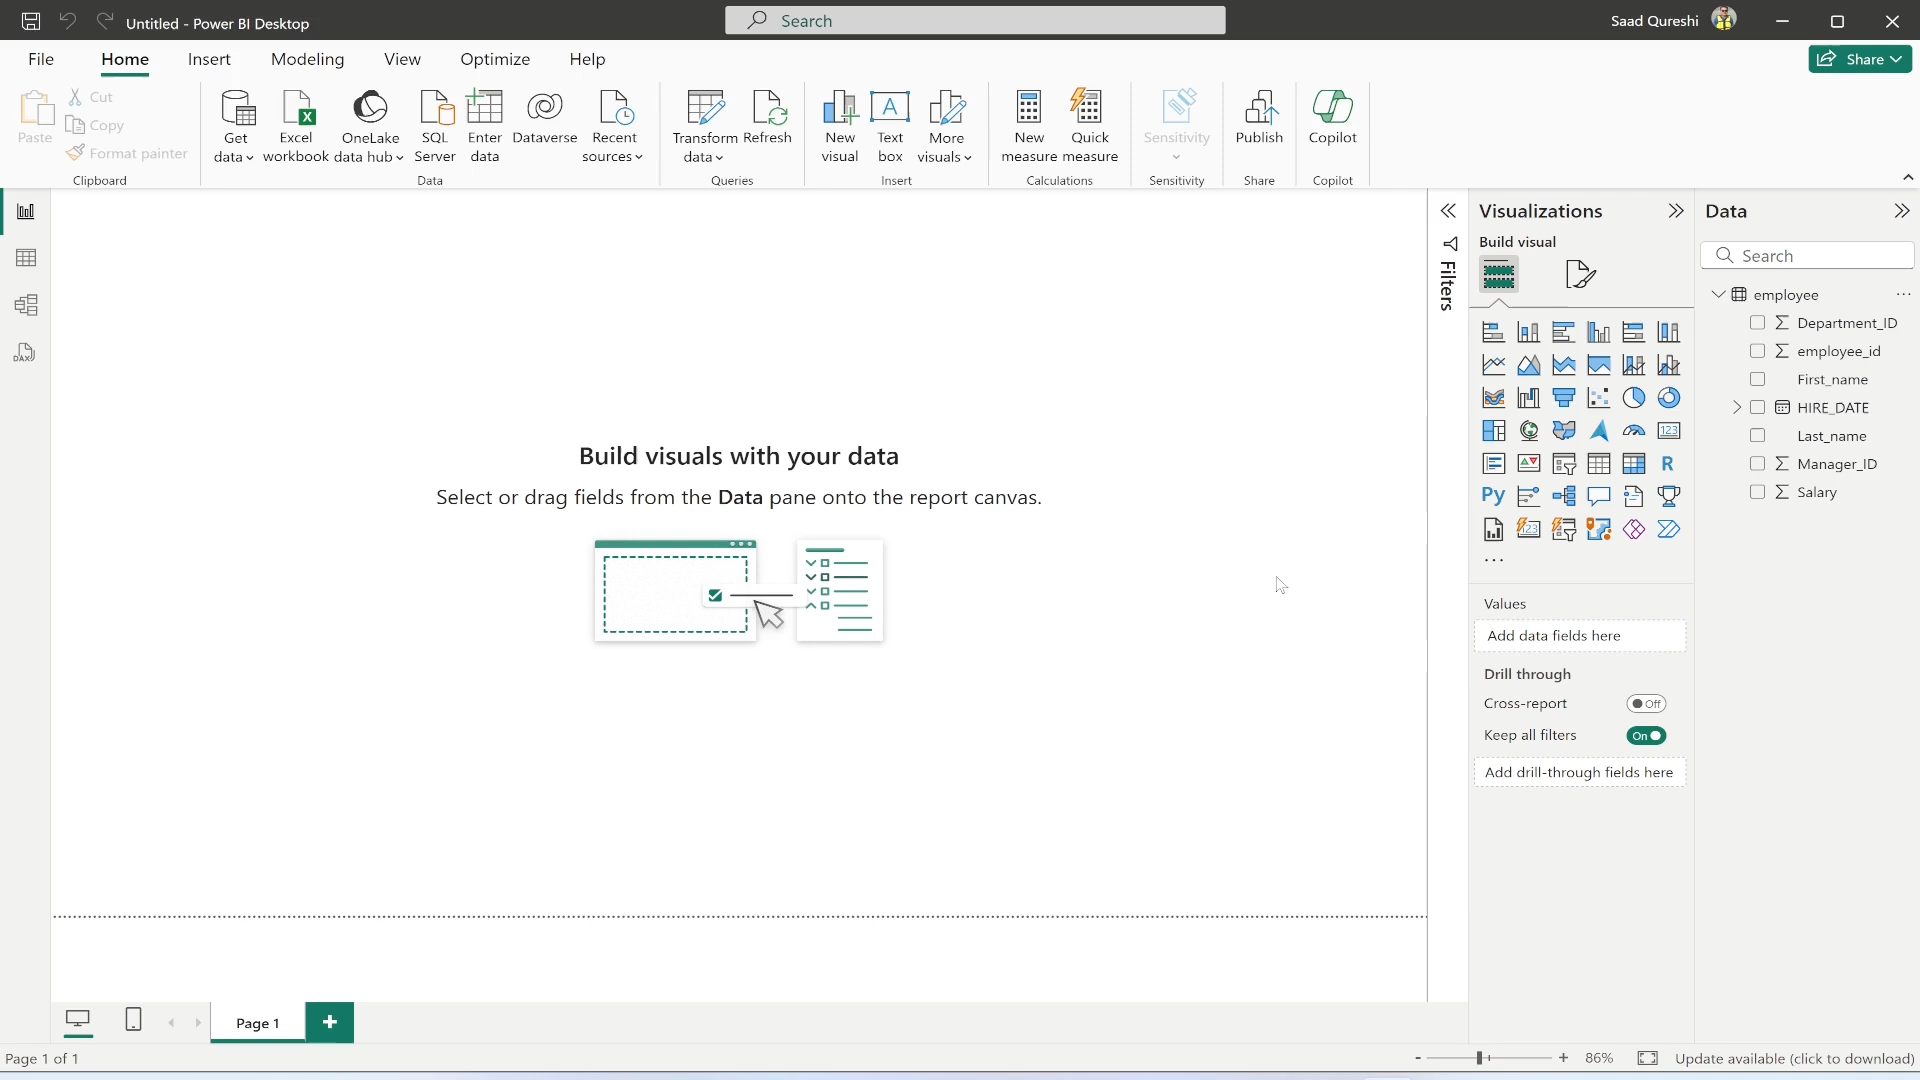 Untitled - Power BI Desktop
Search
Saad Qureshi
File Home Insert Modeling View Optimize Help
Share
Paste
Cut
Copy
Format painter
Clipboard
Get data
Excel workbook
OneLake data hub
SQL Server
Enter data
Dataverse
Recent sources
Data
Transform data
Refresh
Queries
New visual
Text box
More visuals
Insert
New measure
Quick measure
Calculations
Sensitivity
Sensitivity
Publish
Share
Copilot
Copilot
DAX
Build visuals with your data
Select or drag fields from the Data pane onto the report canvas.
Filters
Visualizations
Build visual
123
R
Py
123
Values
Add data fields here
Drill through
Cross-report
Off
Keep all filters
On
Add drill-through fields here
Data
Search
employee
Department_ID
employee_id
First_name
HIRE_DATE
Last_name
Manager_ID
Salary
Page 1
Page 1 of 1
86%
Update available (click to download)